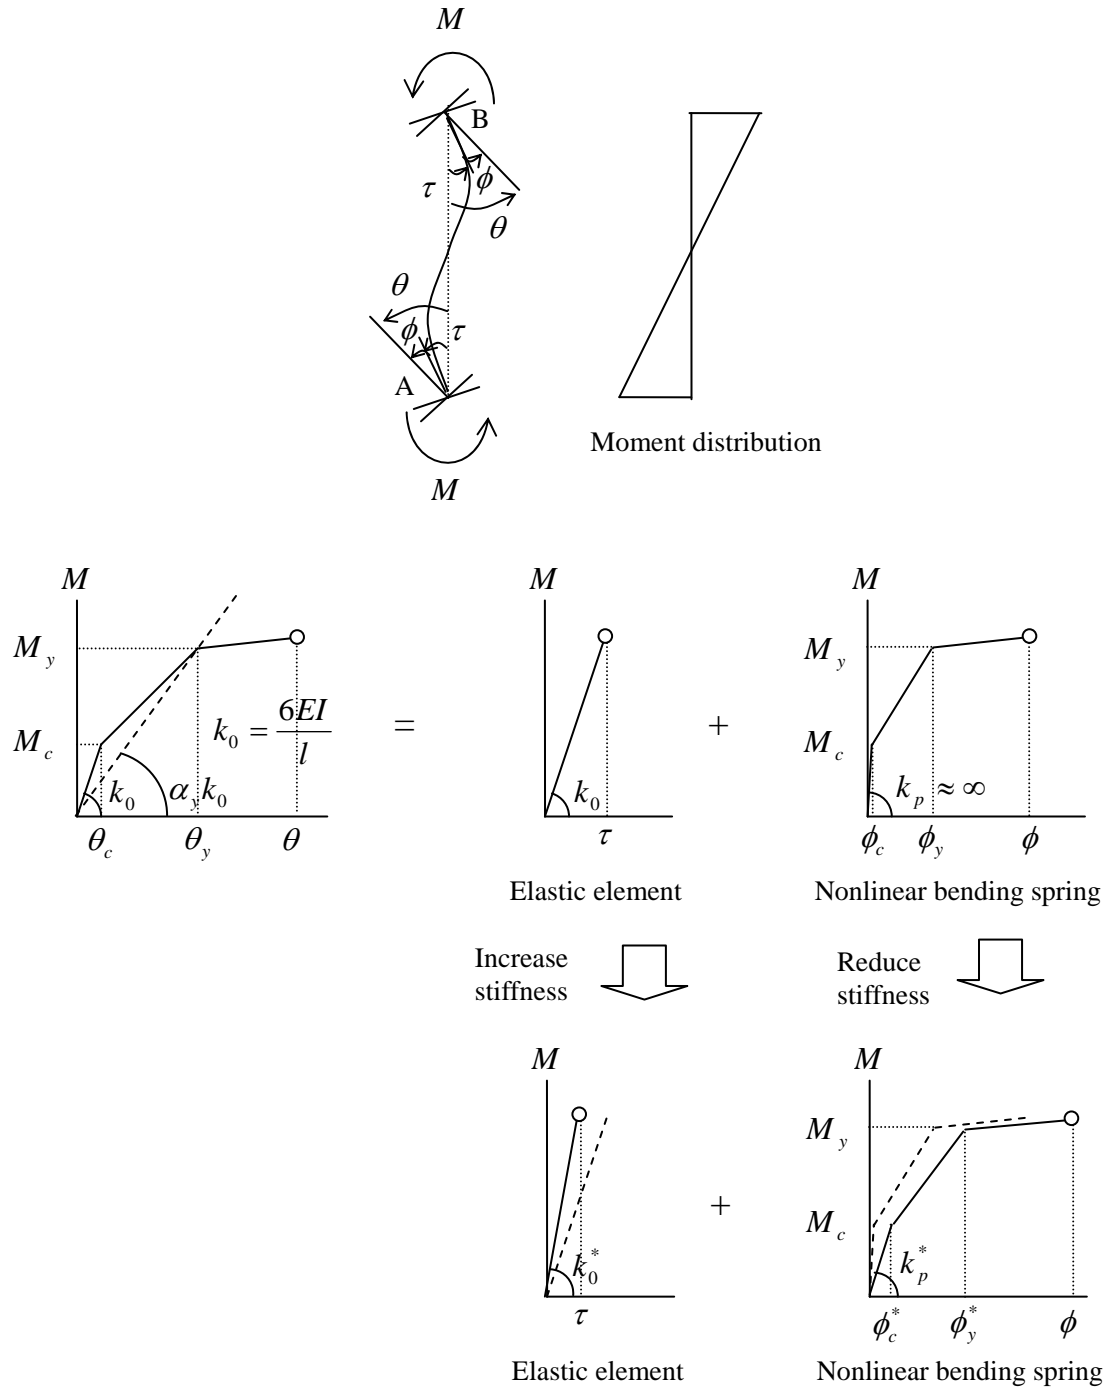 M
B
τ
φ
θ
θ
φ
τ
A
M
Moment distribution
M
M_y
M_c
k_0
α_y k_0
k_0 = 6EI / l
θ_c
θ_y
θ
=
M
k_0
τ
Elastic element
+
M
M_y
M_c
k_p ≈ ∞
φ_c
φ_y
φ
Nonlinear bending spring
Increase
stiffness
Reduce
stiffness
M
k_0^*
τ
Elastic element
+
M
M_y
M_c
k_p^*
φ_c^*
φ_y^*
φ
Nonlinear bending spring